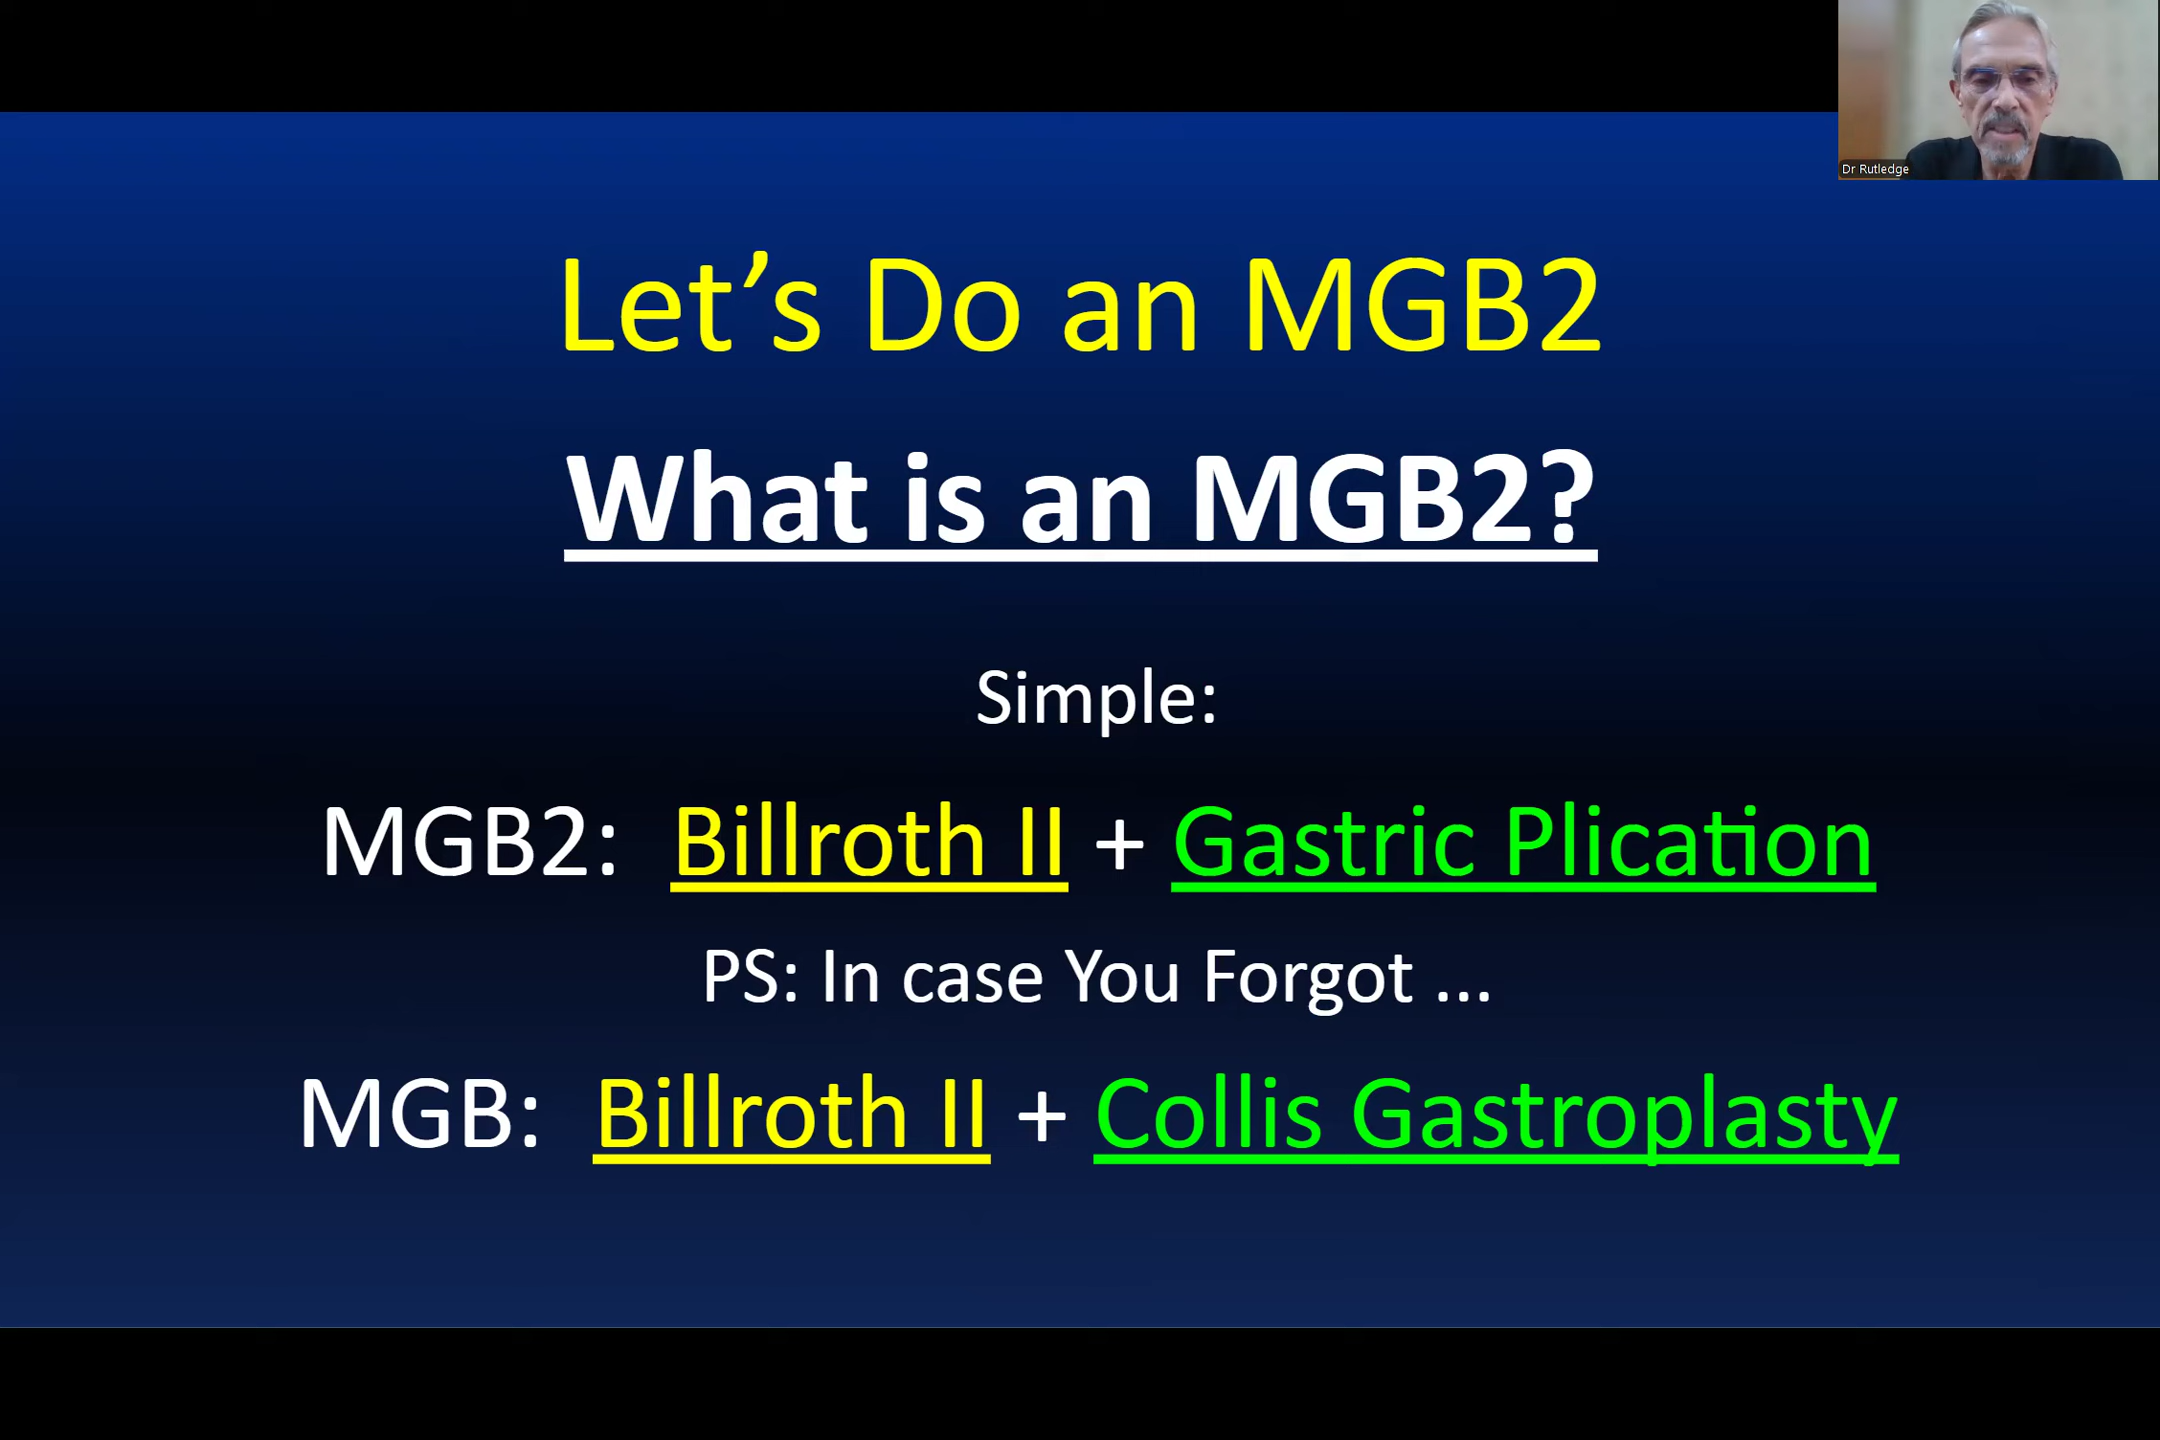 Dr Rutledge
Let’s Do an MGB2
What is an MGB2?
Simple:
MGB2: Billroth II + Gastric Plication
PS: In case You Forgot ...
MGB: Billroth II + Collis Gastroplasty